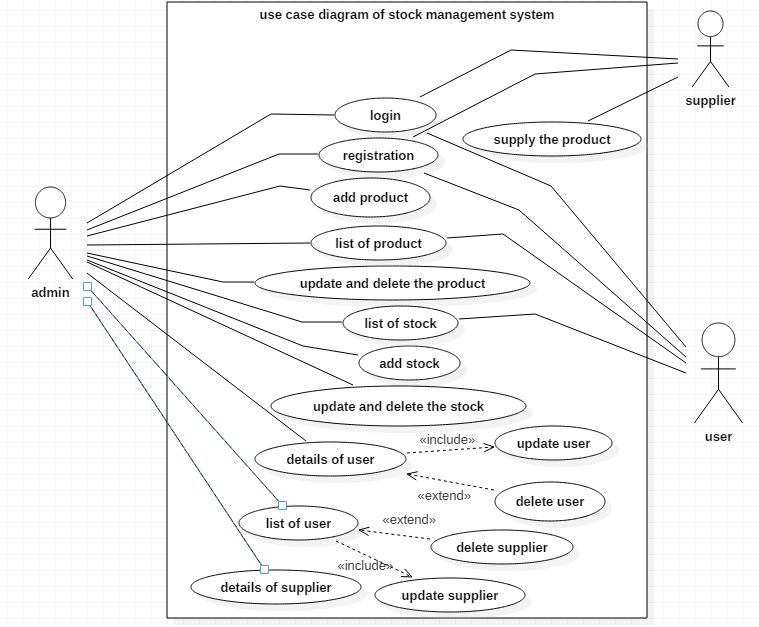 use case diagram of stock management system
supplier
login
supply the product
registration
add product
list of product
admin
update and delete the product
list of stock
add stock
update and delete the stock
user
«include»
update user
details of user
«extend»
delete user
list of user
«extend»
delete supplier
«include»
details of supplier
update supplier